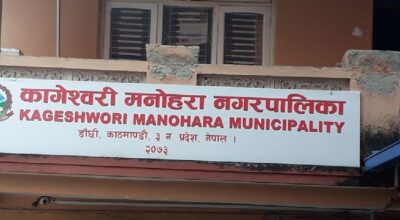 कागेश्वरी मनोहरा नगरपालिका
KAGESHWORI MANOHARA MUNICIPALITY
डाँछी, काठमाण्डौ, ३ नं प्रदेश, नेपाल ।
२०७३